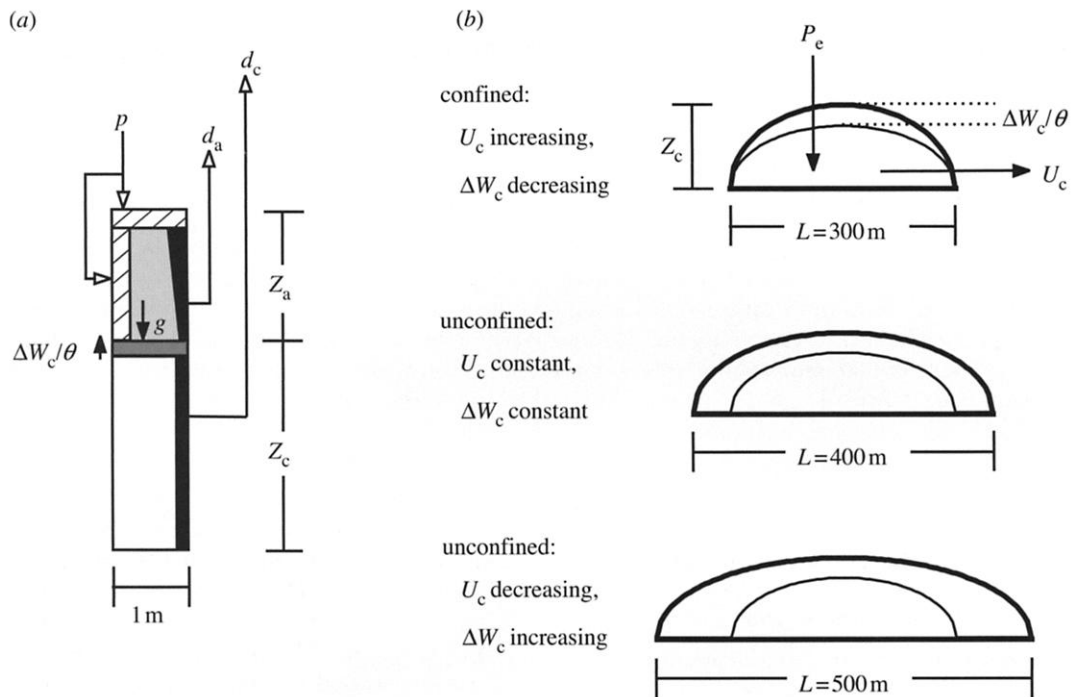 (a)
p
d_a
d_c
Z_a
g
ΔW_c/θ
Z_c
1 m
(b)
confined:
U_c increasing,
ΔW_c decreasing
P_e
Z_c
ΔW_c/θ
U_c
L=300 m
unconfined:
U_c constant,
ΔW_c constant
L=400 m
unconfined:
U_c decreasing,
ΔW_c increasing
L=500 m